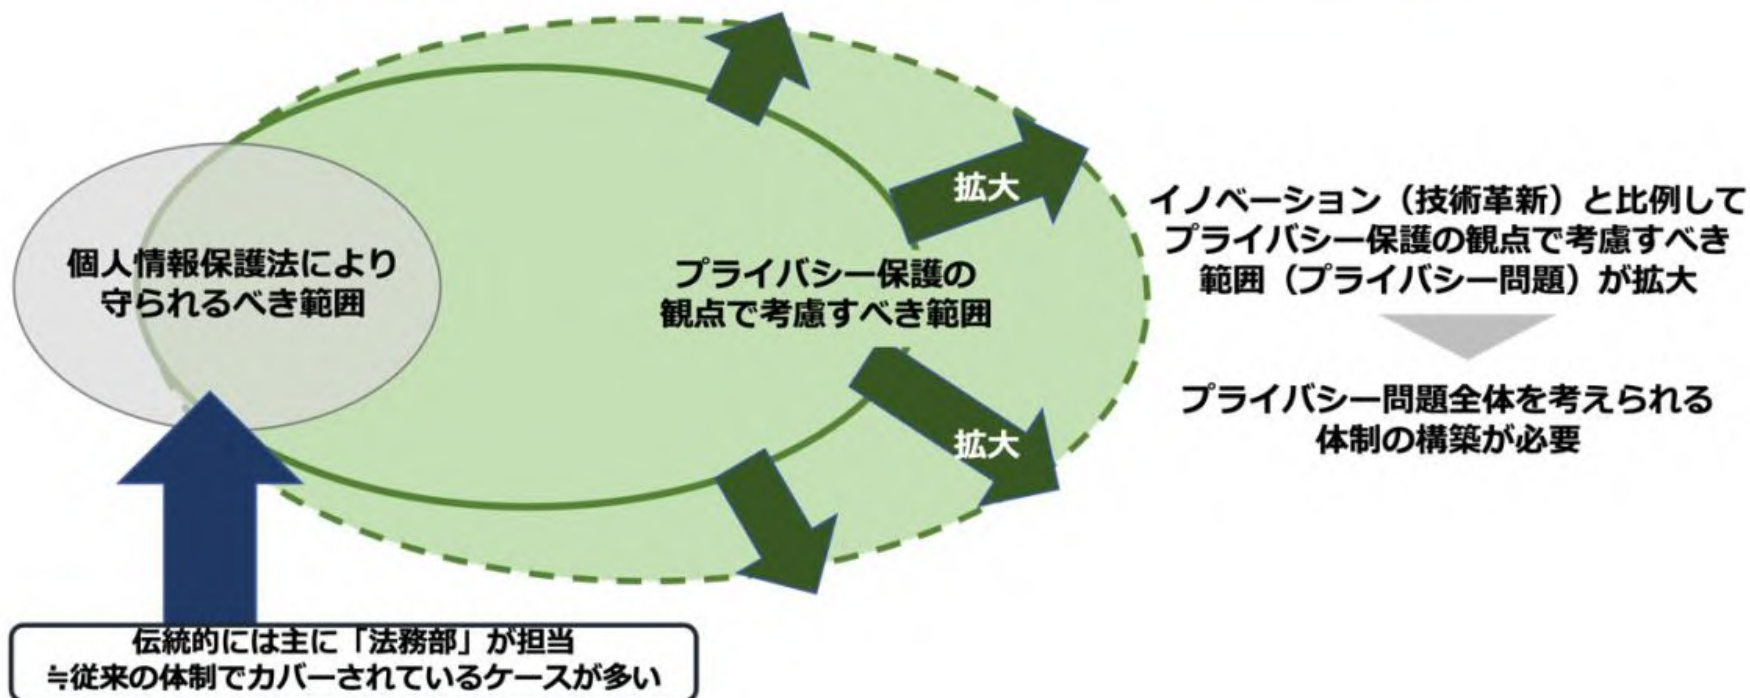 拡大
個人情報保護法により
守られるべき範囲
プライバシー保護の
観点で考慮すべき範囲
拡大
イノベーション（技術革新）と比例して
プライバシー保護の観点で考慮すべき
範囲（プライバシー問題）が拡大
プライバシー問題全体を考えられる
体制の構築が必要
伝統的には主に「法務部」が担当
≒従来の体制でカバーされているケースが多い